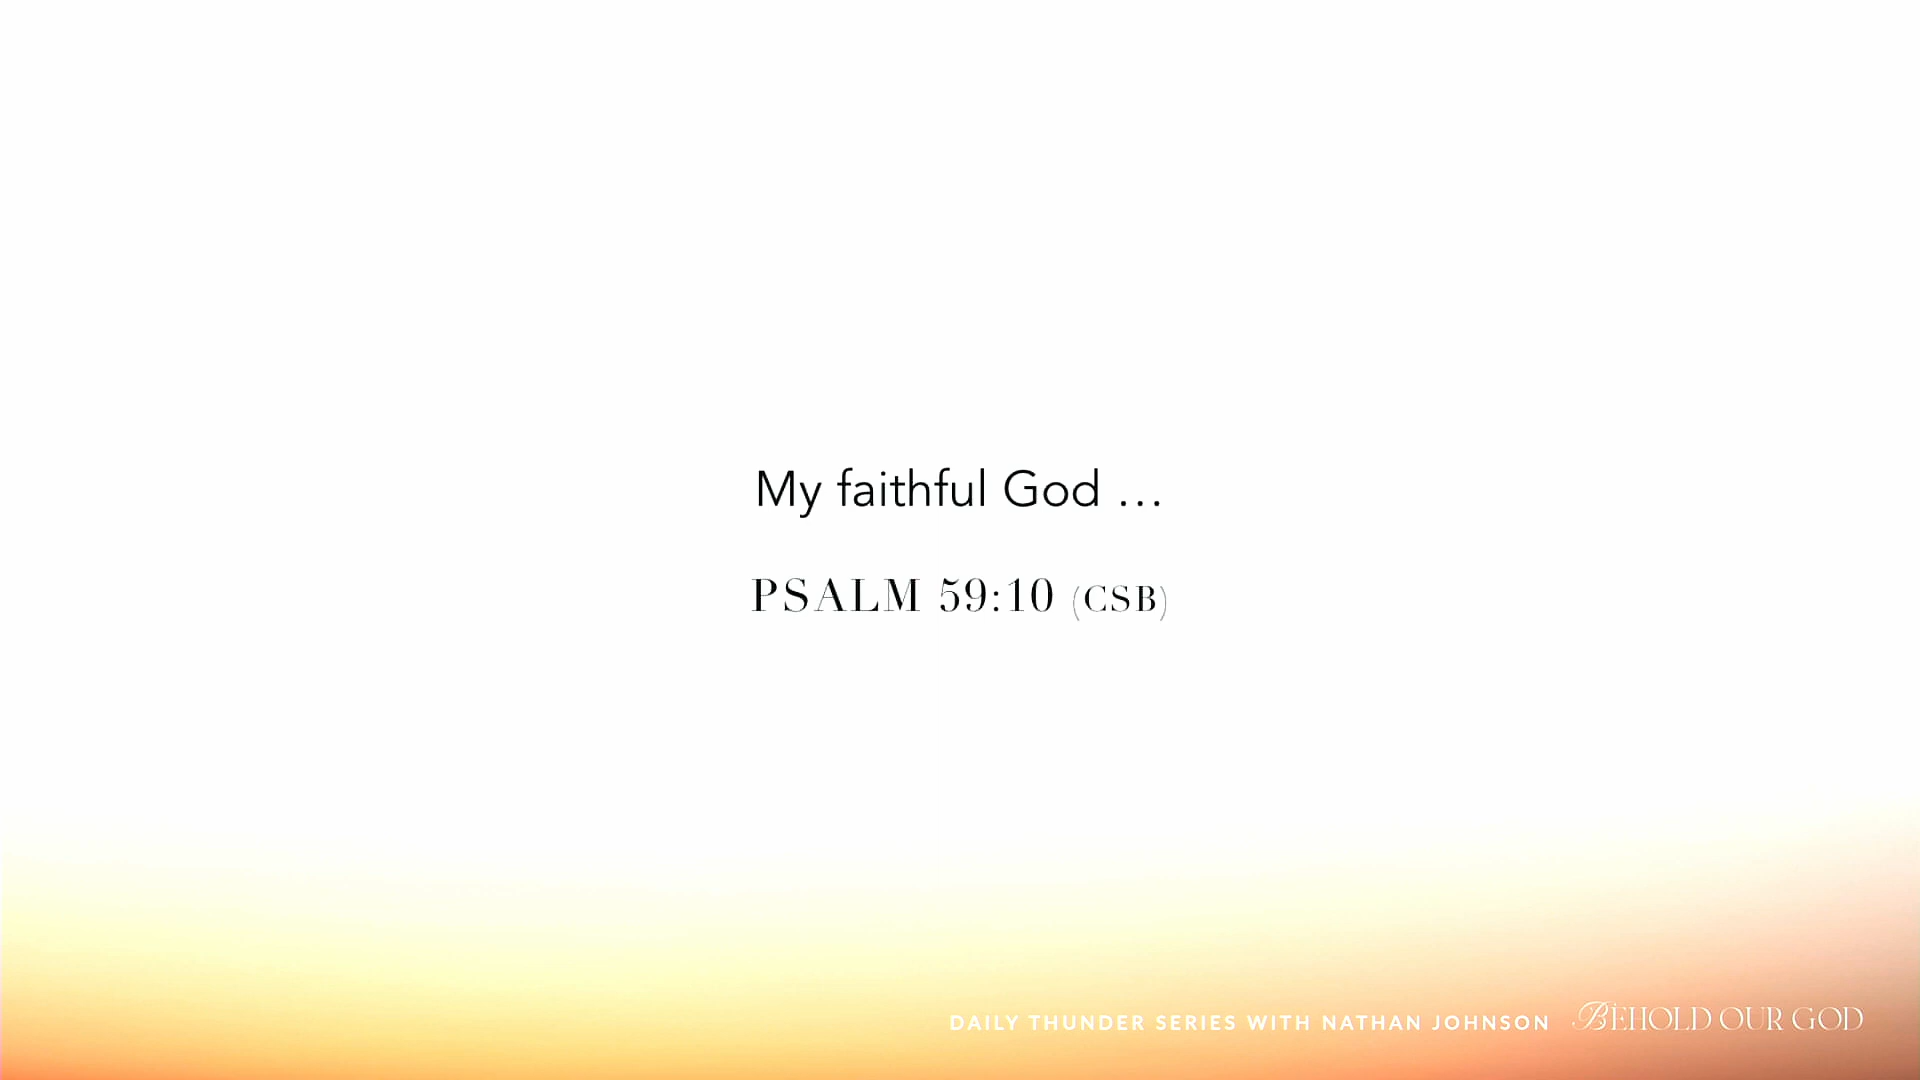 My faithful God …
PSALM 59:10 (CSB)
DAILY THUNDER SERIES WITH NATHAN JOHNSON BEHOLD OUR GOD